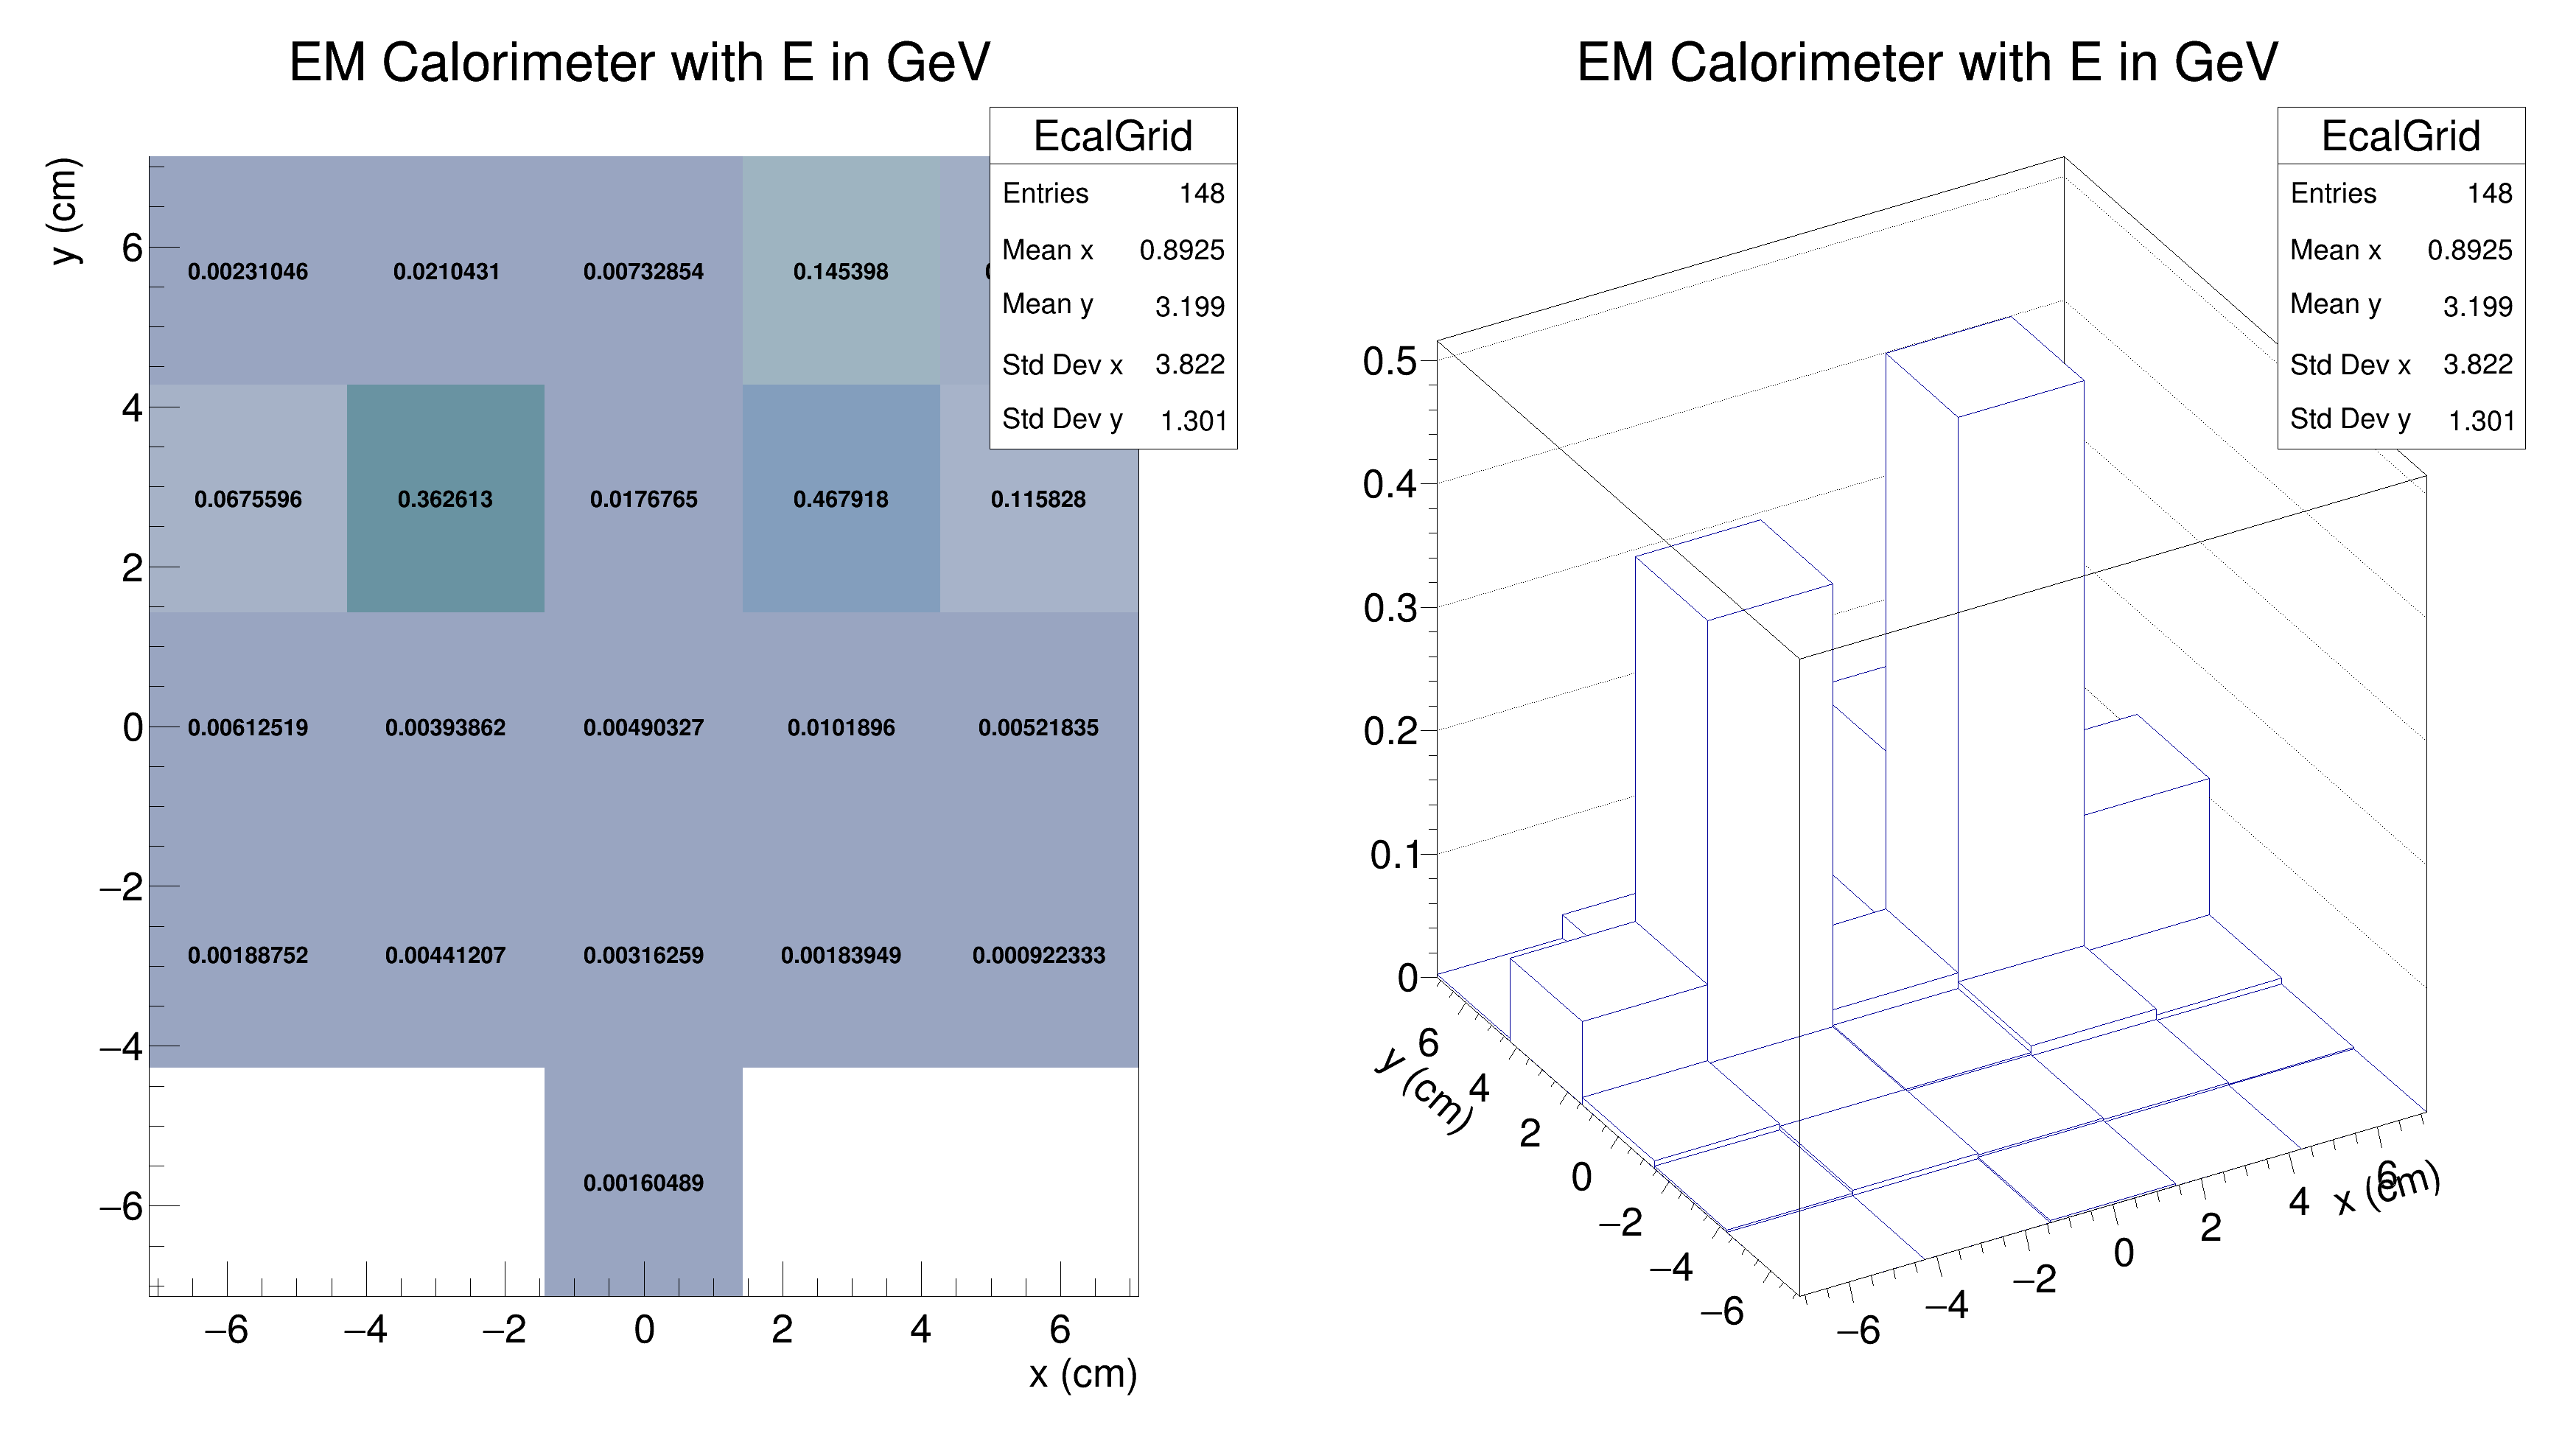 EM Calorimeter with E in GeV
EcalGrid
Entries 148
Mean x 0.8925
Mean y 3.199
Std Dev x 3.822
Std Dev y 1.301
y (cm)
6
4
2
0
−2
−4
−6
0.00231046 0.0210431 0.00732854 0.145398
0.0675596 0.362613 0.0176765 0.467918 0.115828
0.00612519 0.00393862 0.00490327 0.0101896 0.00521835
0.00188752 0.00441207 0.00316259 0.00183949 0.000922333
0.00160489
−6 −4 −2 0 2 4 6
x (cm)
EM Calorimeter with E in GeV
EcalGrid
Entries 148
Mean x 0.8925
Mean y 3.199
Std Dev x 3.822
Std Dev y 1.301
0.5
0.4
0.3
0.2
0.1
0
6
4
2
0
−2
−4
−6
y (cm)
−6 −4 −2 0 2 4 6
x (cm)